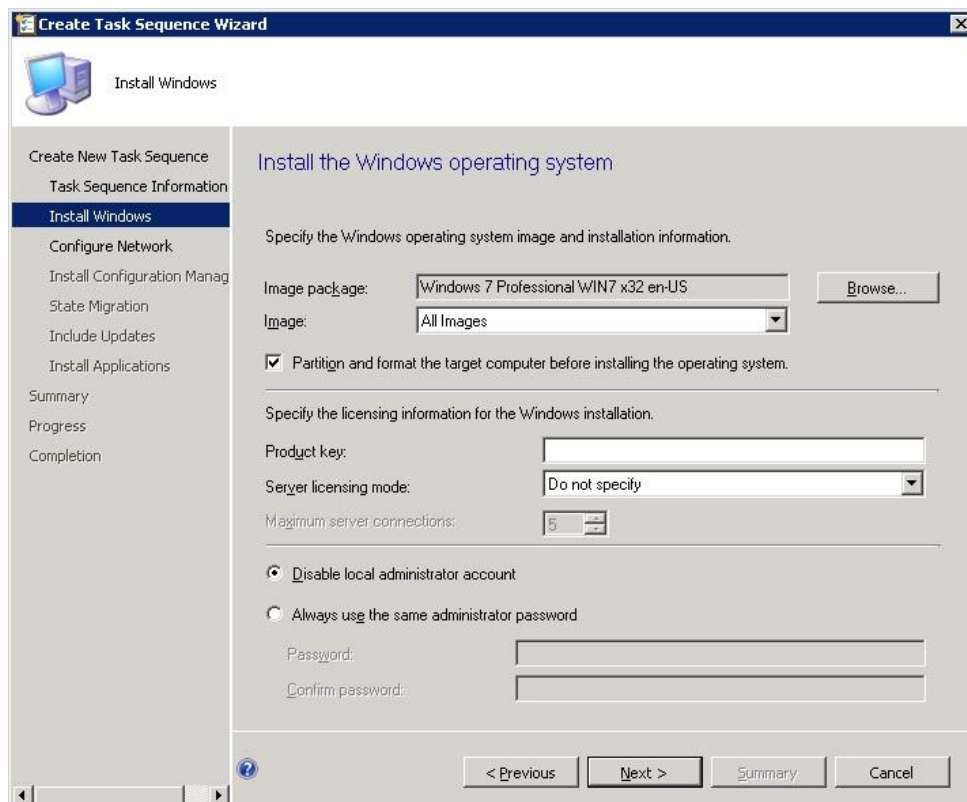 Create Task Sequence Wizard
Install Windows
Create New Task Sequence
Task Sequence Information
Install Windows
Configure Network
Install Configuration Manag
State Migration
Include Updates
Install Applications
Summary
Progress
Completion
Install the Windows operating system
Specify the Windows operating system image and installation information.
Image package: Windows 7 Professional WIN7 x32 en-US Browse...
Image: All Images
Partition and format the target computer before installing the operating system.
Specify the licensing information for the Windows installation.
Product key:
Server licensing mode: Do not specify
Maximum server connections: 5
Disable local administrator account
Always use the same administrator password
Password:
Confirm password:
< Previous Next > Summary Cancel